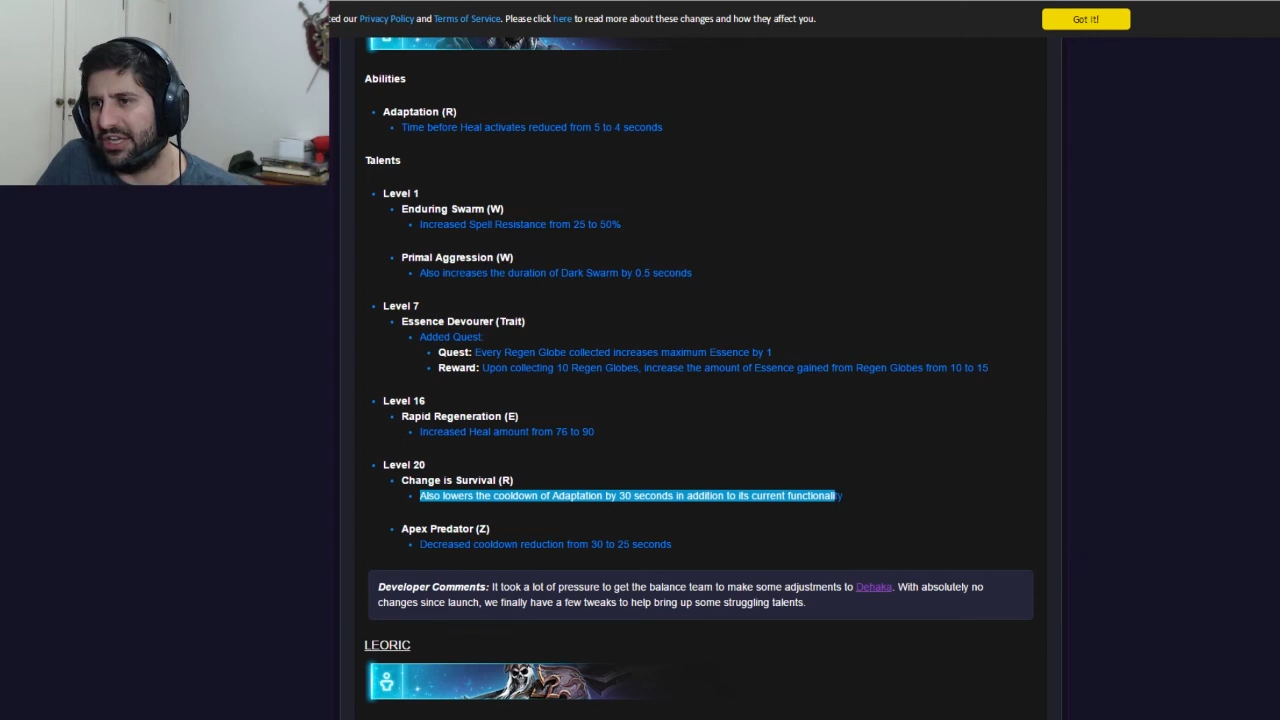 ced our Privacy Policy and Terms of Service. Please click here to read more about these changes and how they affect you.
Got it!
Abilities
Adaptation (R)
Time before Heal activates reduced from 5 to 4 seconds
Talents
Level 1
Enduring Swarm (W)
Increased Spell Resistance from 25 to 50%
Primal Aggression (W)
Also increases the duration of Dark Swarm by 0.5 seconds
Level 7
Essence Devourer (Trait)
Added Quest:
Quest: Every Regen Globe collected increases maximum Essence by 1
Reward: Upon collecting 10 Regen Globes, increase the amount of Essence gained from Regen Globes from 10 to 15
Level 16
Rapid Regeneration (E)
Increased Heal amount from 76 to 90
Level 20
Change is Survival (R)
Also lowers the cooldown of Adaptation by 30 seconds in addition to its current functionality
Apex Predator (Z)
Decreased cooldown reduction from 30 to 25 seconds
Developer Comments: It took a lot of pressure to get the balance team to make some adjustments to Dehaka. With absolutely no
changes since launch, we finally have a few tweaks to help bring up some struggling talents.
LEORIC